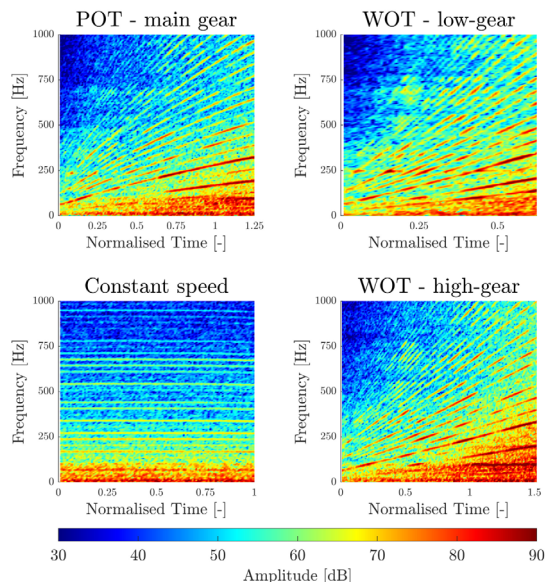 POT - main gear
WOT - low-gear
Frequency [Hz]
1000
750
500
250
0
0 0.25 0.5 0.75 1 1.25
Normalised Time [-]
Frequency [Hz]
1000
750
500
250
0
0 0.25 0.5
Normalised Time [-]
Constant speed
WOT - high-gear
Frequency [Hz]
1000
750
500
250
0
0 0.25 0.75 1
Normalised Time [-]
Frequency [Hz]
1000
750
500
250
0
0 0.5 1 1.5
Normalised Time [-]
30 40 50 60 70 80 90
Amplitude [dB]